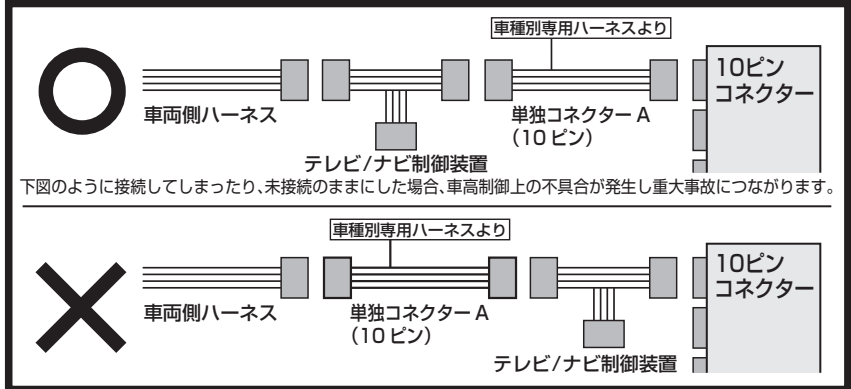 車種別専用ハーネスより
10ピン
コネクター
車両側ハーネス
単独コネクター A
（10 ピン）
テレビ/ナビ制御装置
下図のように接続してしまったり、未接続のままにした場合、車高制御上の不具合が発生し重大事故につながります。
車種別専用ハーネスより
10ピン
コネクター
車両側ハーネス
単独コネクター A
（10 ピン）
テレビ/ナビ制御装置